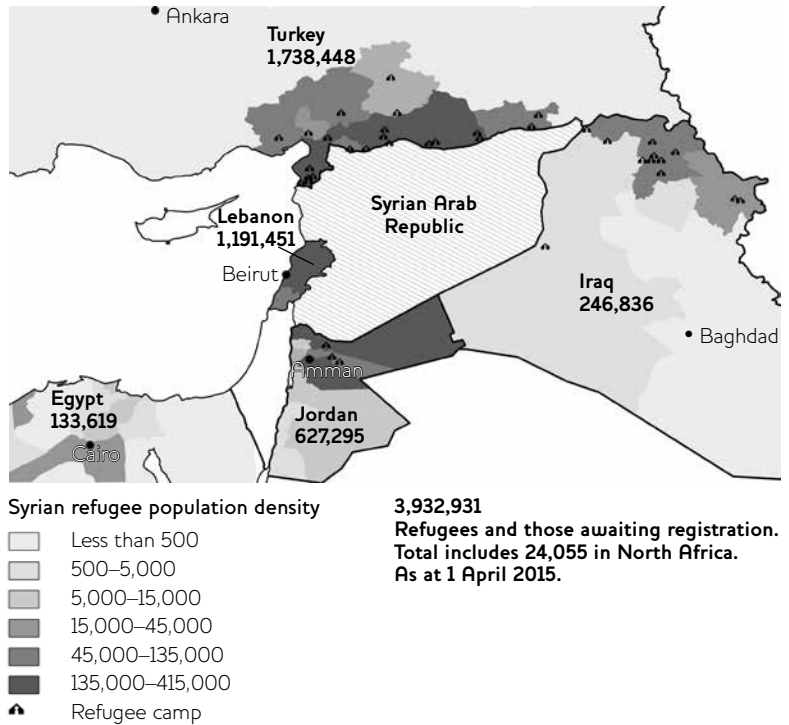 Ankara
Turkey
1,738,448
Syrian Arab
Republic
Lebanon
1,191,451
Beirut
Iraq
246,836
Baghdad
Amman
Egypt
133,619
Cairo
Jordan
627,295
Syrian refugee population density
Less than 500
500–5,000
5,000–15,000
15,000–45,000
45,000–135,000
135,000–415,000
Refugee camp
3,932,931
Refugees and those awaiting registration.
Total includes 24,055 in North Africa.
As at 1 April 2015.